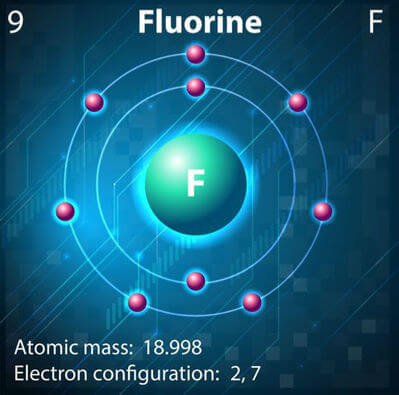 9 Fluorine F
F
Atomic mass: 18.998
Electron configuration: 2, 7